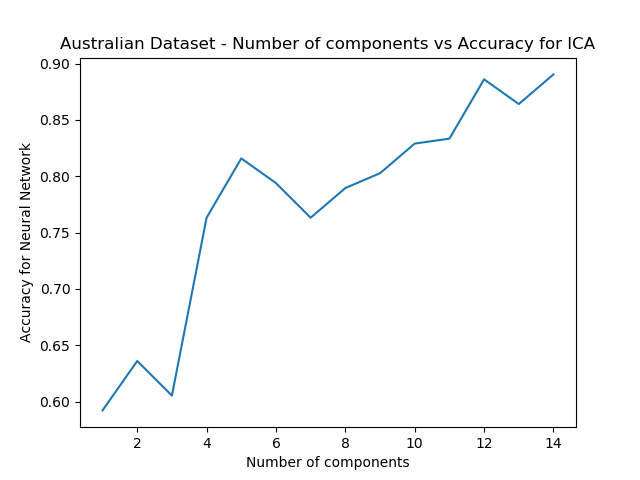 Australian Dataset - Number of components vs Accuracy for ICA
0.90
0.85
0.80
0.75
0.70
0.65
0.60
Accuracy for Neural Network
2 4 6 8 10 12 14
Number of components